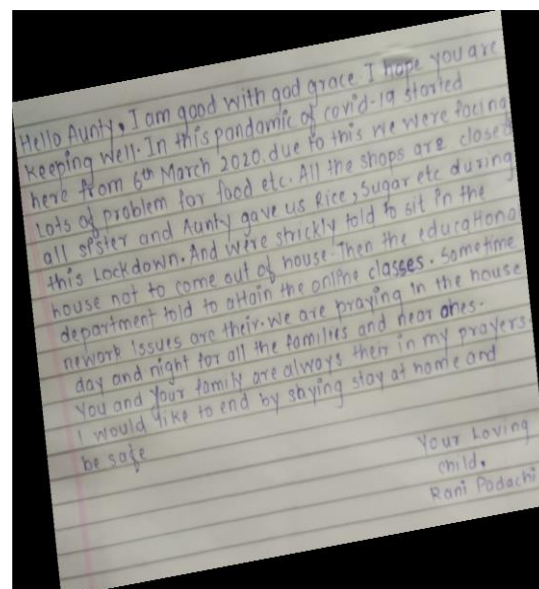 Hello Aunty, I am good with god grace. I hope you are
keeping well. In this pandamic of covid-19 started
here from 6th March 2020. due to this we were facing
Lots of problem for food etc. All the shops are closed
all sister and Aunty gave us Rice, Sugar etc during
this Lockdown. And were strickly told to sit in the
house not to come out of house. Then the educationa
department told to attain the online classes. Sometime
nework Issues are their. We are praying in the house
day and night for all the families and near ones.
You and your family are always their in my prayers.
I would like to end by saying stay at home and
be safe
Your Loving
child,
Rani Padachi